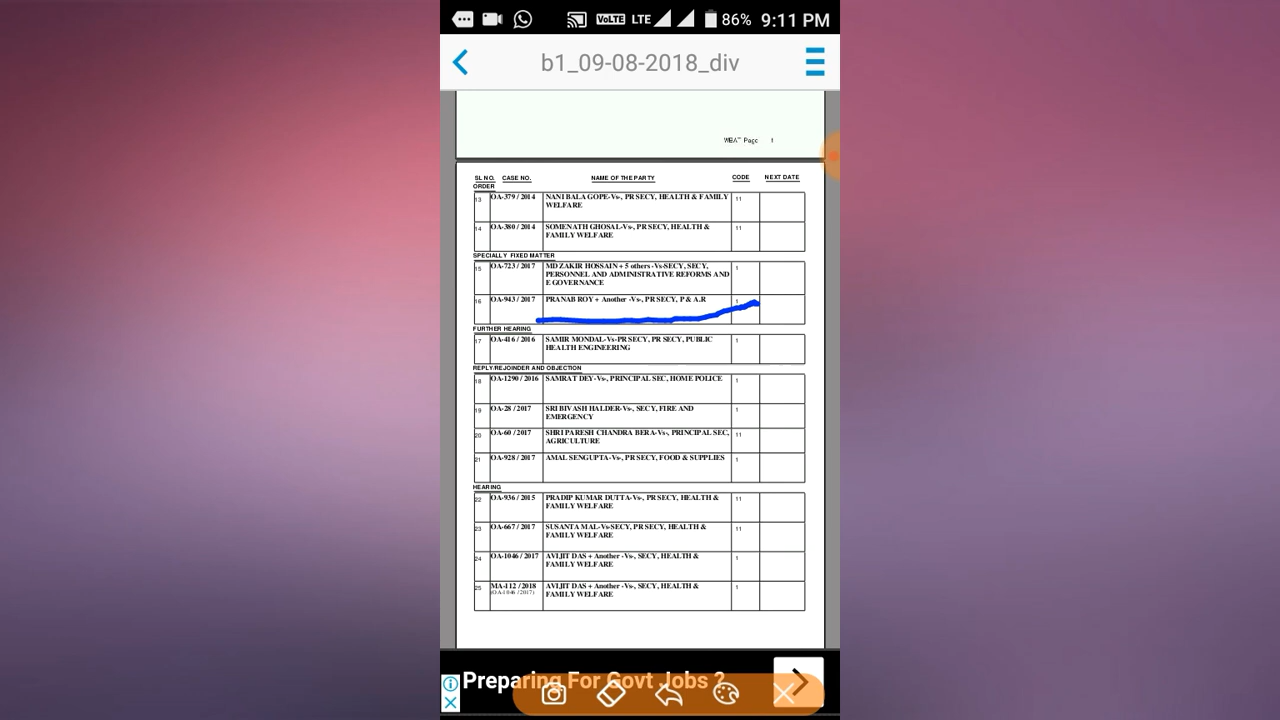 VoLTE LTE 86% 9:11 PM
b1_09-08-2018_div
WBAT Page 1
SL NO. CASE NO. NAME OF THE PARTY CODE NEXT DATE
ORDER
13 OA-379 / 2014 NANI BALA GOPE-Vs-, PR SECY, HEALTH & FAMILY 11
WELFARE
14 OA-380 / 2014 SOMENATH GHOSAL-Vs-, PR SECY, HEALTH & 11
FAMILY WELFARE
SPECIALLY FIXED MATTER
15 OA-723 / 2017 MD ZAKIR HOSSAIN + 5 others -Vs-SECY, SECY, 1
PERSONNEL AND ADMINISTRATIVE REFORMS AND
E GOVERNANCE
16 OA-943 / 2017 PRANAB ROY + Another -Vs-, PR SECY, P & A.R 1
FURTHER HEARING
17 OA-416 / 2016 SAMIR MONDAL-Vs-PR SECY, PR SECY, PUBLIC 1
HEALTH ENGINEERING
REPLY/REJOINDER AND OBJECTION
18 OA-1290 / 2016 SAMRAT DEY-Vs-, PRINCIPAL SEC, HOME POLICE 1
19 OA-28 / 2017 SRI BIVASH HALDER-Vs-, SECY, FIRE AND 1
EMERGENCY
20 OA-60 / 2017 SHRI PARESH CHANDRA BERA-Vs-, PRINCIPAL SEC, 11
AGRICULTURE
21 OA-928 / 2017 AMAL SENGUPTA-Vs-, PR SECY, FOOD & SUPPLIES 1
HEARING
22 OA-936 / 2015 PRADIP KUMAR DUTTA-Vs-, PR SECY, HEALTH & 11
FAMILY WELFARE
23 OA-667 / 2017 SUSANTA MAL-Vs-SECY, PR SECY, HEALTH & 11
FAMILY WELFARE
24 OA-1046 / 2017 AVIJIT DAS + Another -Vs-, SECY, HEALTH & 1
FAMILY WELFARE
25 MA-112 / 2018 AVIJIT DAS + Another -Vs-, SECY, HEALTH & 1
(OA-1046 / 2017) FAMILY WELFARE
Preparing For Govt Jobs ?